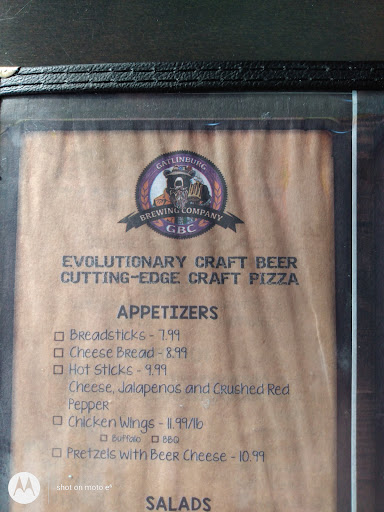 GATLINBURG
BREWING COMPANY
GBC
EVOLUTIONARY CRAFT BEER
CUTTING-EDGE CRAFT PIZZA
APPETIZERS
Breadsticks - 7.99
Cheese Bread - 8.99
Hot Sticks - 9.99
Cheese, Jalapenos and Crushed Red
Pepper
Chicken Wings - 11.99/lb
Buffalo BBQ
Pretzels with Beer Cheese - 10.99
SALADS
shot on moto e⁵